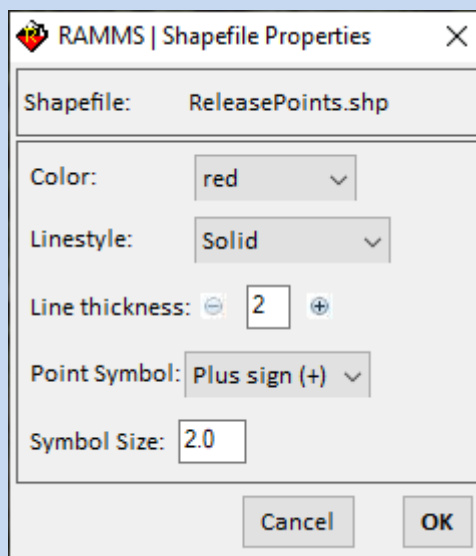 RAMMS | Shapefile Properties
Shapefile: ReleasePoints.shp
Color: red
Linestyle: Solid
Line thickness: 2
Point Symbol: Plus sign (+)
Symbol Size: 2.0
Cancel OK